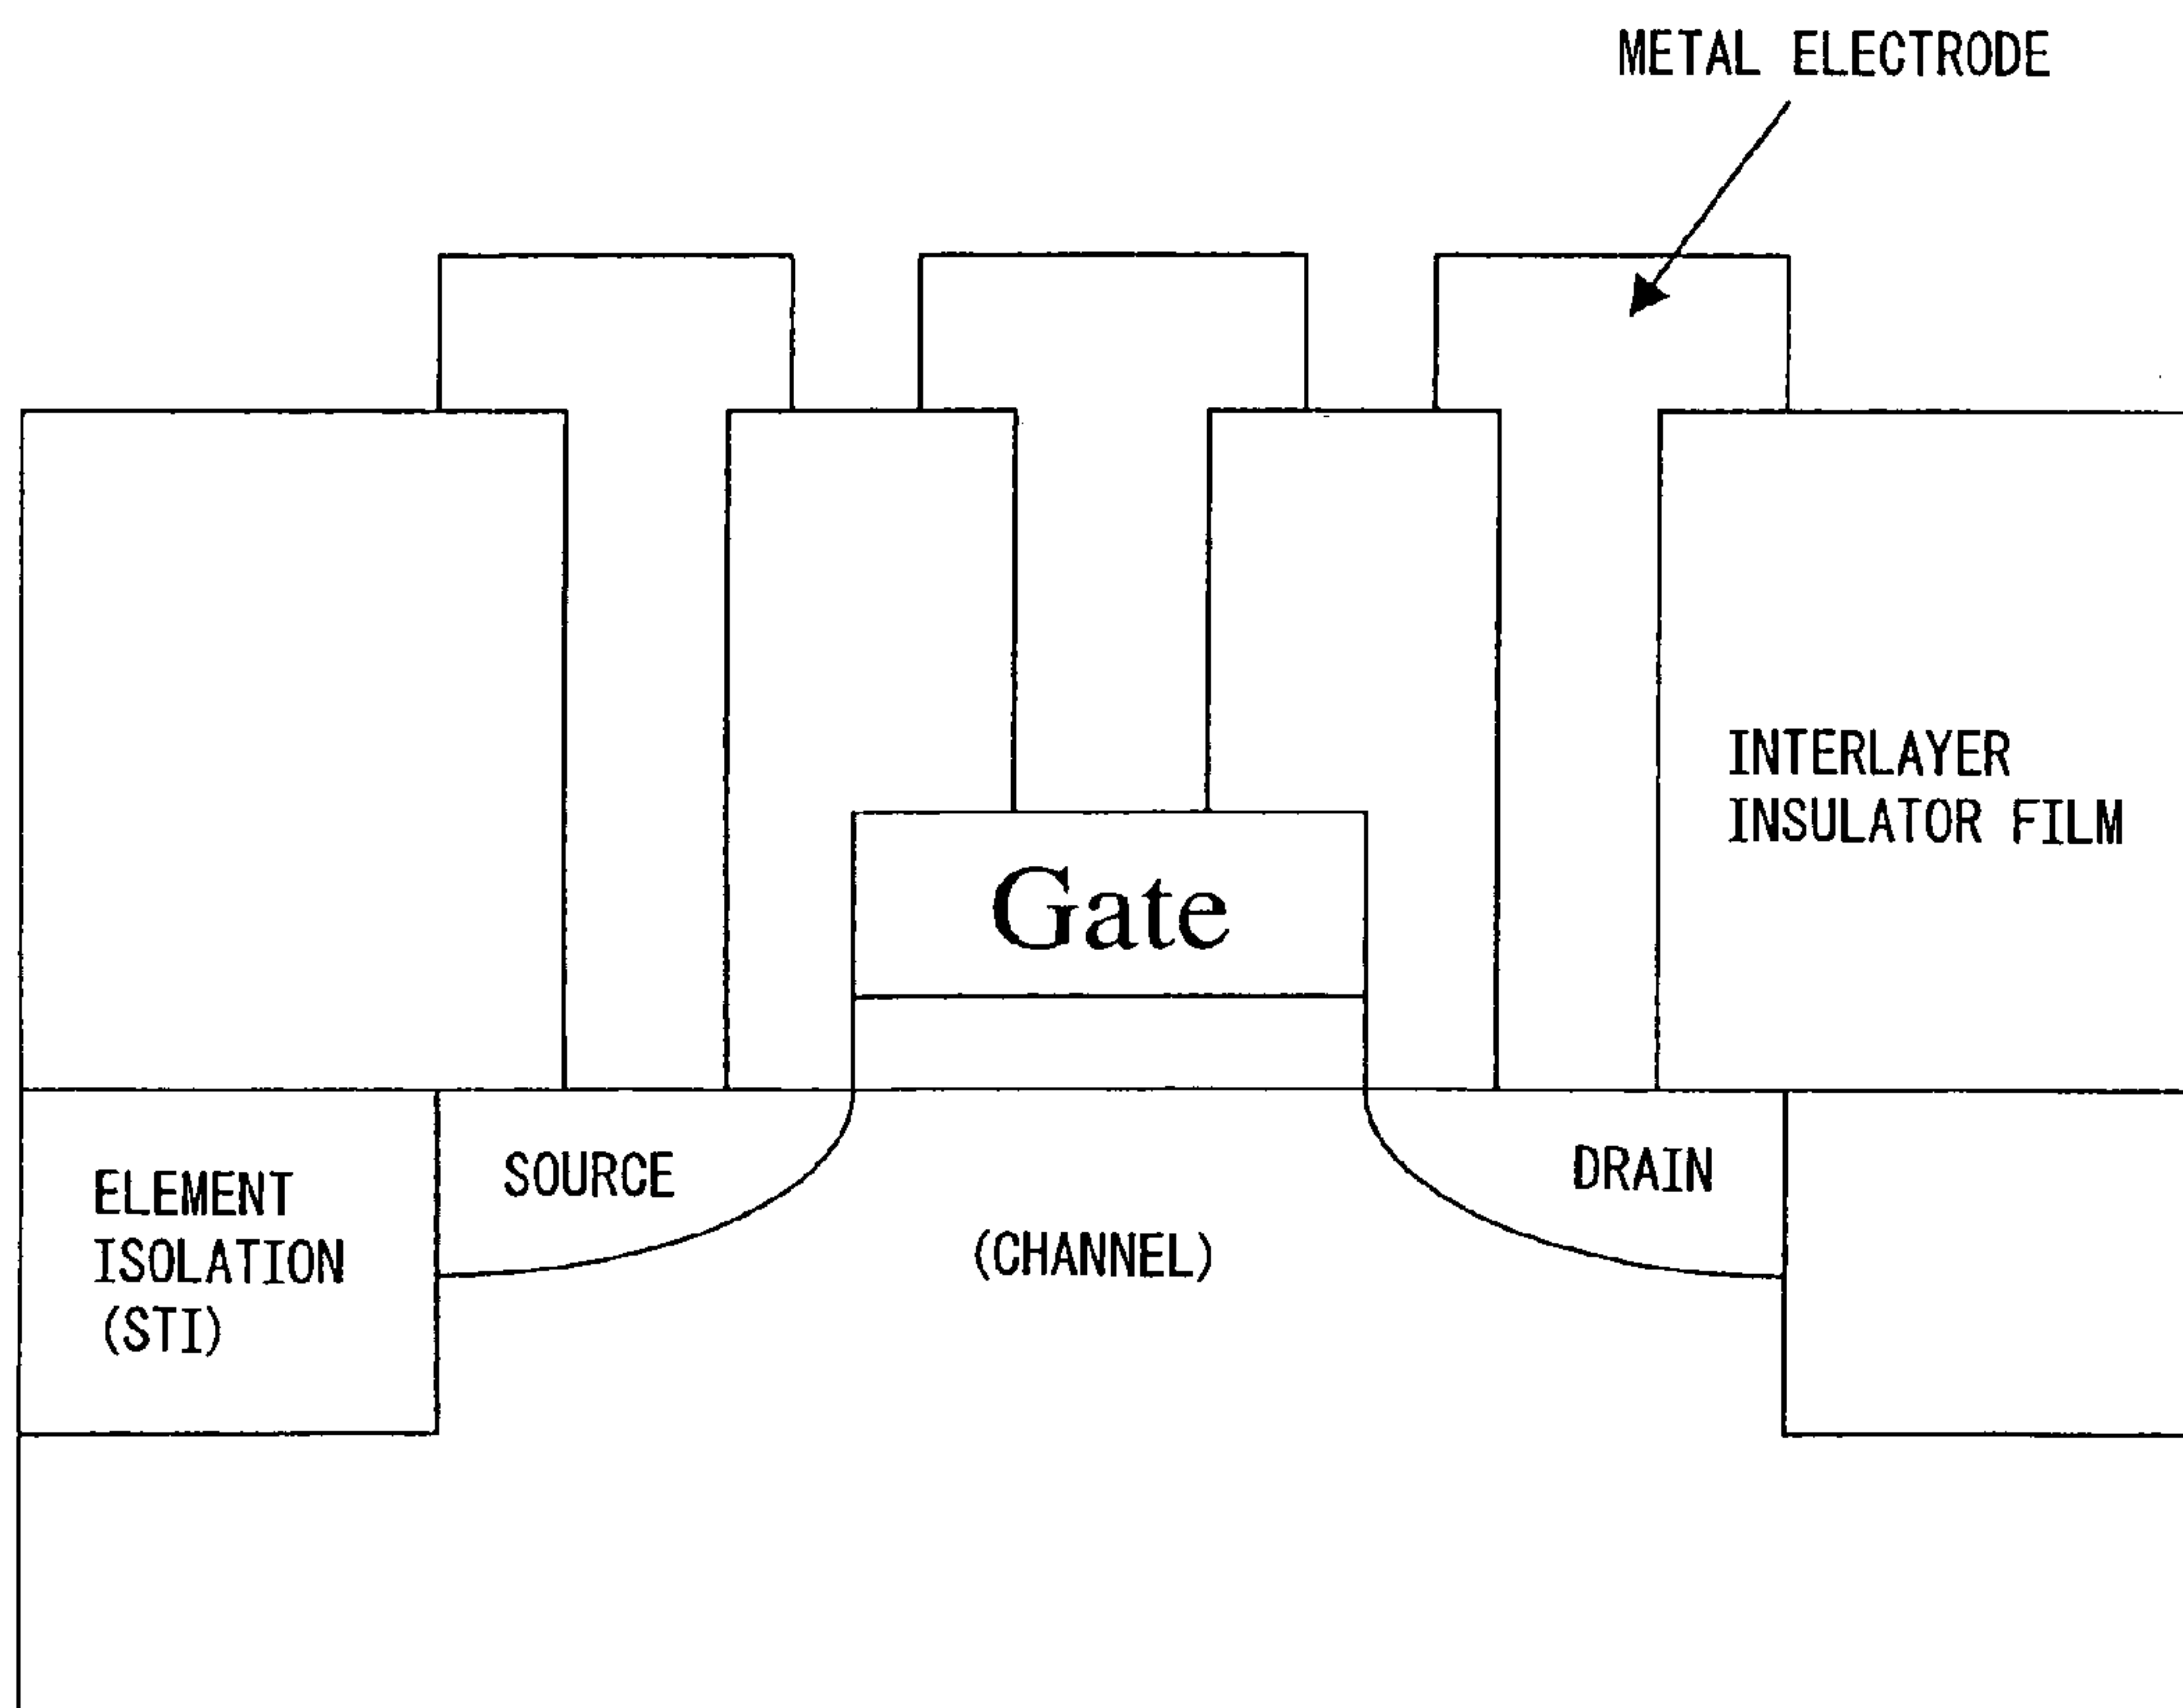 METAL ELECTRODE
INTERLAYER
INSULATOR FILM
Gate
SOURCE
DRAIN
ELEMENT
ISOLATION
(STI)
(CHANNEL)